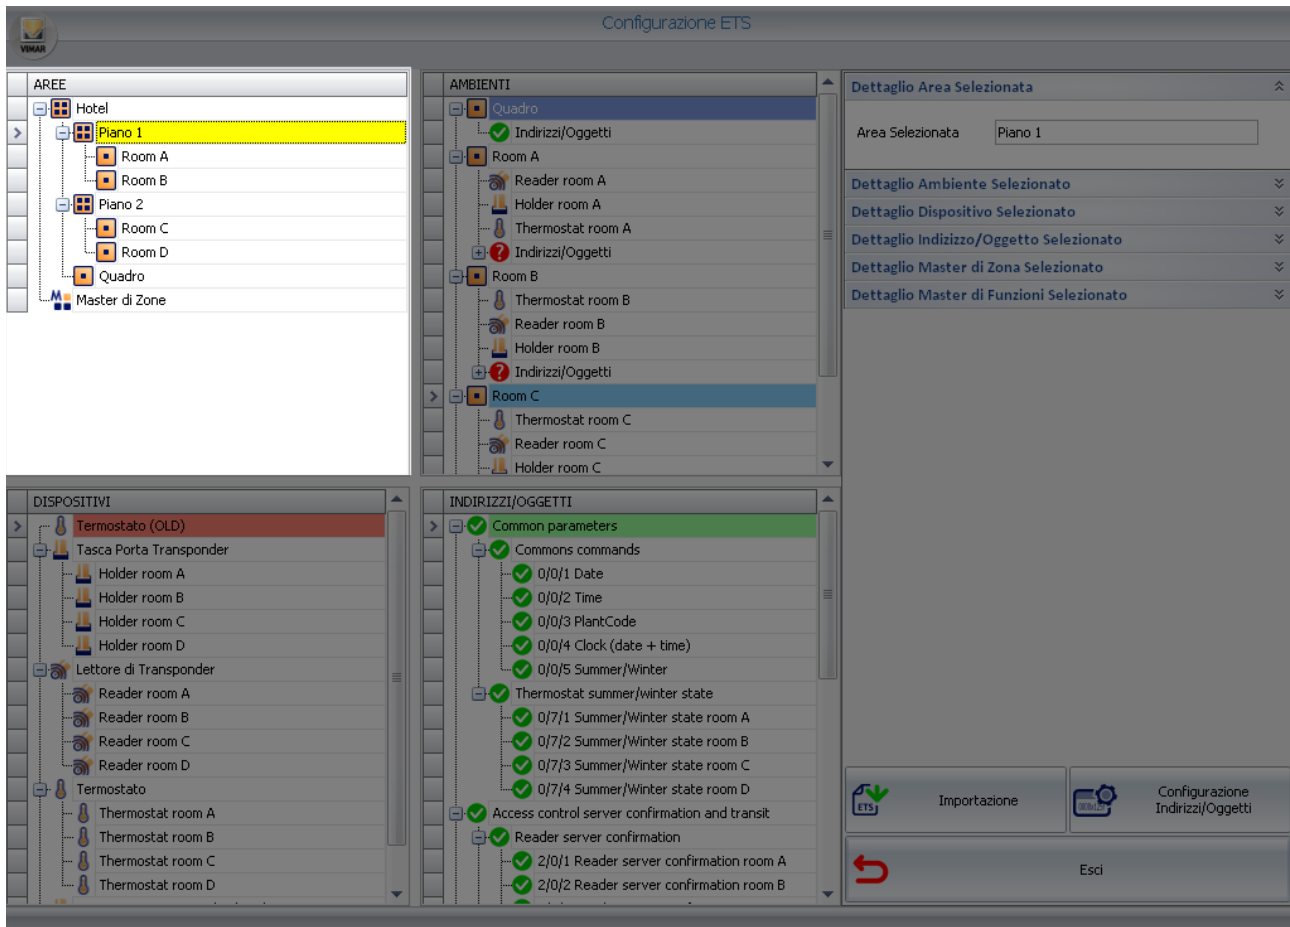 Configurazione ETS
VIMAR
AREE
Hotel
Piano 1
Room A
Room B
Piano 2
Room C
Room D
Quadro
Master di Zone
AMBIENTI
Quadro
Indirizzi/Oggetti
Room A
Reader room A
Holder room A
Thermostat room A
Indirizzi/Oggetti
Room B
Thermostat room B
Reader room B
Holder room B
Indirizzi/Oggetti
Room C
Thermostat room C
Reader room C
Holder room C
Dettaglio Area Selezionata
Area Selezionata Piano 1
Dettaglio Ambiente Selezionato
Dettaglio Dispositivo Selezionato
Dettaglio Indizizzo/Oggetto Selezionato
Dettaglio Master di Zona Selezionato
Dettaglio Master di Funzioni Selezionato
DISPOSITIVI
Termostato (OLD)
Tasca Porta Transponder
Holder room A
Holder room B
Holder room C
Holder room D
Lettore di Transponder
Reader room A
Reader room B
Reader room C
Reader room D
Termostato
Thermostat room A
Thermostat room B
Thermostat room C
Thermostat room D
INDIRIZZI/OGGETTI
Common parameters
Commons commands
0/0/1 Date
0/0/2 Time
0/0/3 PlantCode
0/0/4 Clock (date + time)
0/0/5 Summer/Winter
Thermostat summer/winter state
0/7/1 Summer/Winter state room A
0/7/2 Summer/Winter state room B
0/7/3 Summer/Winter state room C
0/7/4 Summer/Winter state room D
Access control server confirmation and transit
Reader server confirmation
2/0/1 Reader server confirmation room A
2/0/2 Reader server confirmation room B
ETS
Importazione
Configurazione
Indirizzi/Oggetti
Esci